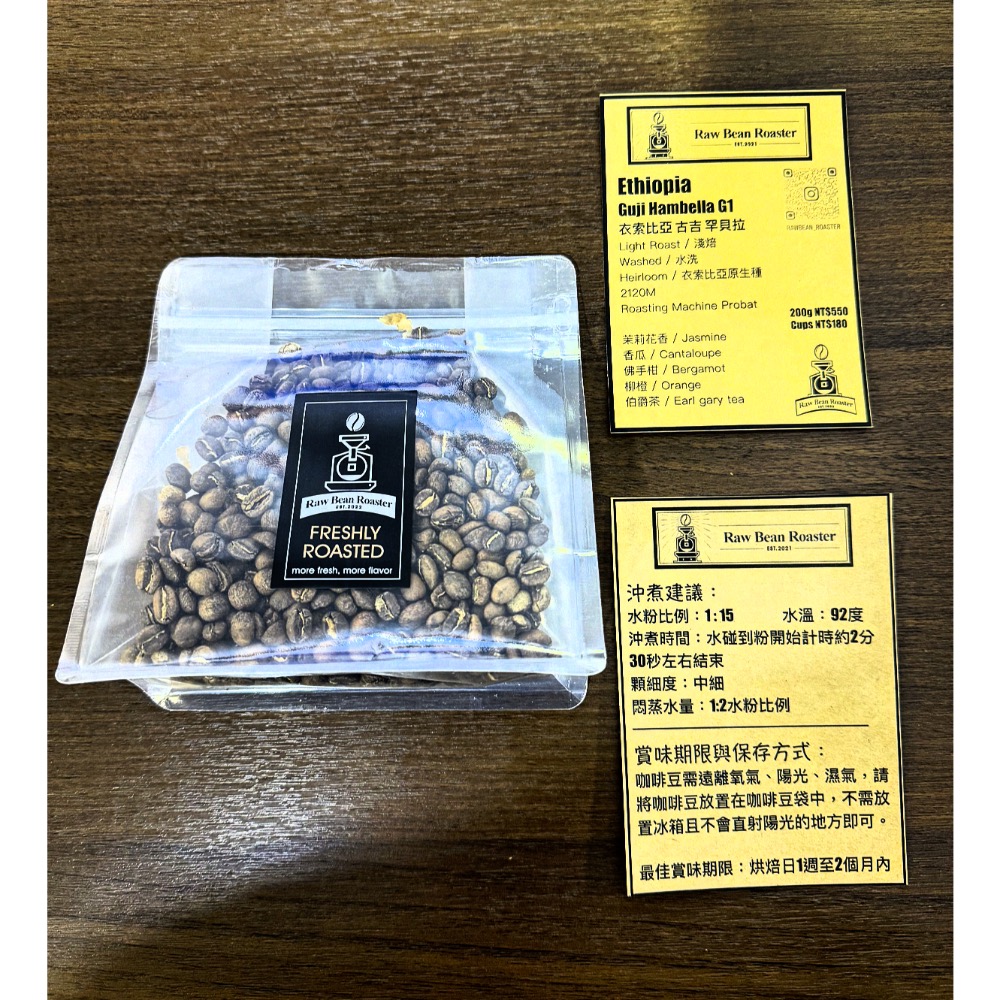 Raw Bean Roaster
EST.2022
FRESHLY
ROASTED
more fresh, more flavor
Raw Bean Roaster
EST.2021
Ethiopia
Guji Hambella G1
衣索比亞 古吉 罕貝拉
Light Roast / 淺焙
Washed / 水洗
Heirloom / 衣索比亞原生種
2120M
Roasting Machine Probat
RAWBEAN_ROASTER
200g NT$550
Cups NT$180
茉莉花香 / Jasmine
香瓜 / Cantaloupe
佛手柑 / Bergamot
柳橙 / Orange
伯爵茶 / Earl gary tea
Raw Bean Roaster
Raw Bean Roaster
EST.2021
沖煮建議：
水粉比例：1:15 水溫：92度
沖煮時間：水碰到粉開始計時約2分
30秒左右結束
顆細度：中細
悶蒸水量：1:2水粉比例
賞味期限與保存方式：
咖啡豆需遠離氧氣、陽光、濕氣，請
將咖啡豆放置在咖啡豆袋中，不需放
置冰箱且不會直射陽光的地方即可。
最佳賞味期限：烘焙日1週至2個月內